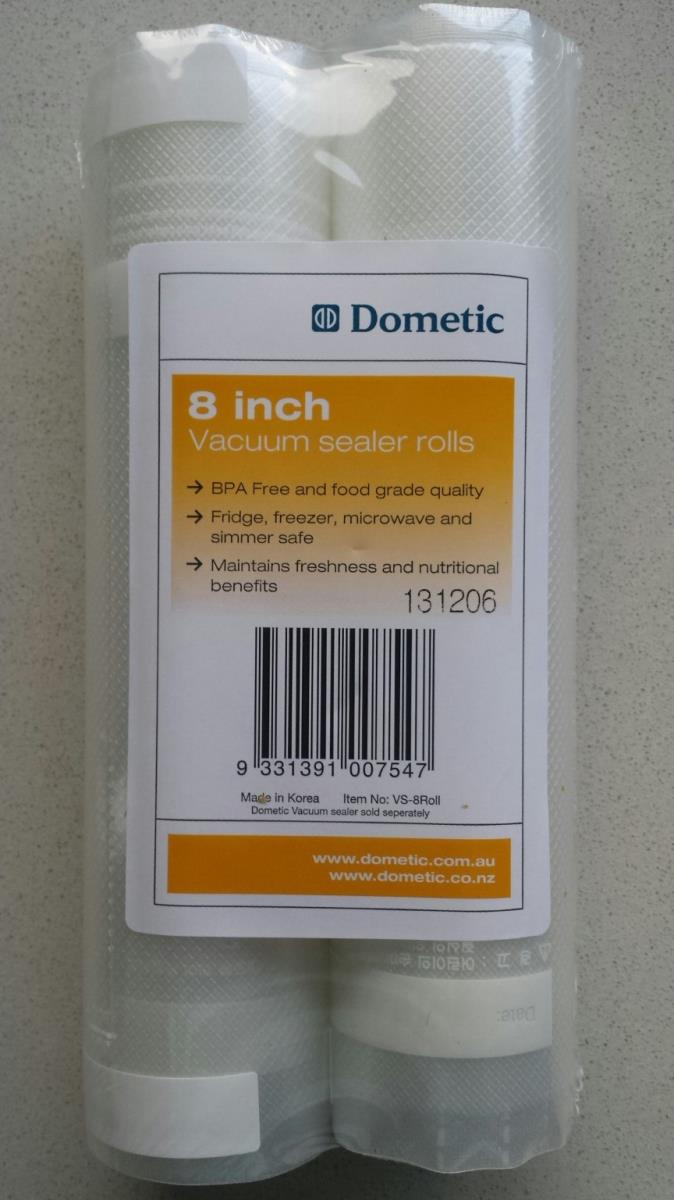 Dometic
8 inch
Vacuum sealer rolls
→ BPA Free and food grade quality
→ Fridge, freezer, microwave and
simmer safe
→ Maintains freshness and nutritional
benefits
131206
9 331391 007547
Made in Korea Item No: VS-8Roll
Dometic Vacuum sealer sold seperately
www.dometic.com.au
www.dometic.co.nz
Date: